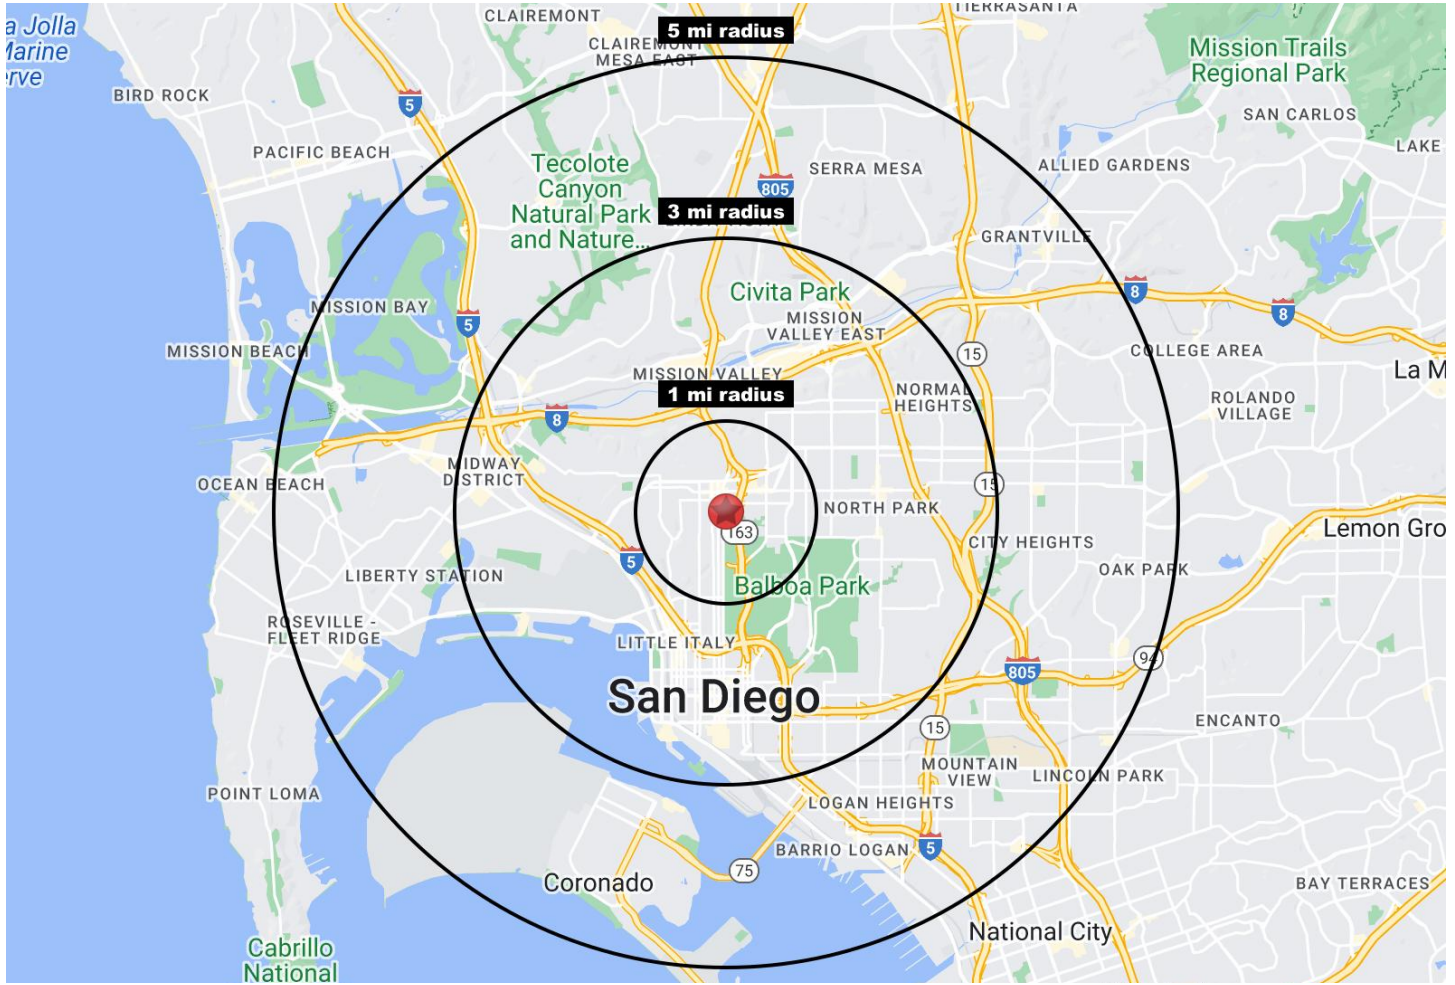 a Jolla
Marine
erve
CLAIREMONT
5 mi radius
TIERRASANTA
CLAIREMONT
MESA EAST
Mission Trails
Regional Park
BIRD ROCK
5
SAN CARLOS
PACIFIC BEACH
LAKE
Tecolote
Canyon
Natural Park
and Nature...
SERRA MESA
ALLIED GARDENS
805
3 mi radius
GRANTVILLE
Civita Park
8
MISSION BAY
MISSION
VALLEY EAST
8
5
MISSION BEACH
15
COLLEGE AREA
MISSION VALLEY
La M
1 mi radius
NORMAL
HEIGHTS
ROLANDO
VILLAGE
8
MIDWAY
DISTRICT
OCEAN BEACH
15
NORTH PARK
163
Lemon Gro
CITY HEIGHTS
5
LIBERTY STATION
Balboa Park
OAK PARK
ROSEVILLE -
FLEET RIDGE
LITTLE ITALY
94
805
San Diego
ENCANTO
15
MOUNTAIN
VIEW
LINCOLN PARK
POINT LOMA
LOGAN HEIGHTS
BARRIO LOGAN
5
75
Coronado
BAY TERRACES
National City
Cabrillo
National